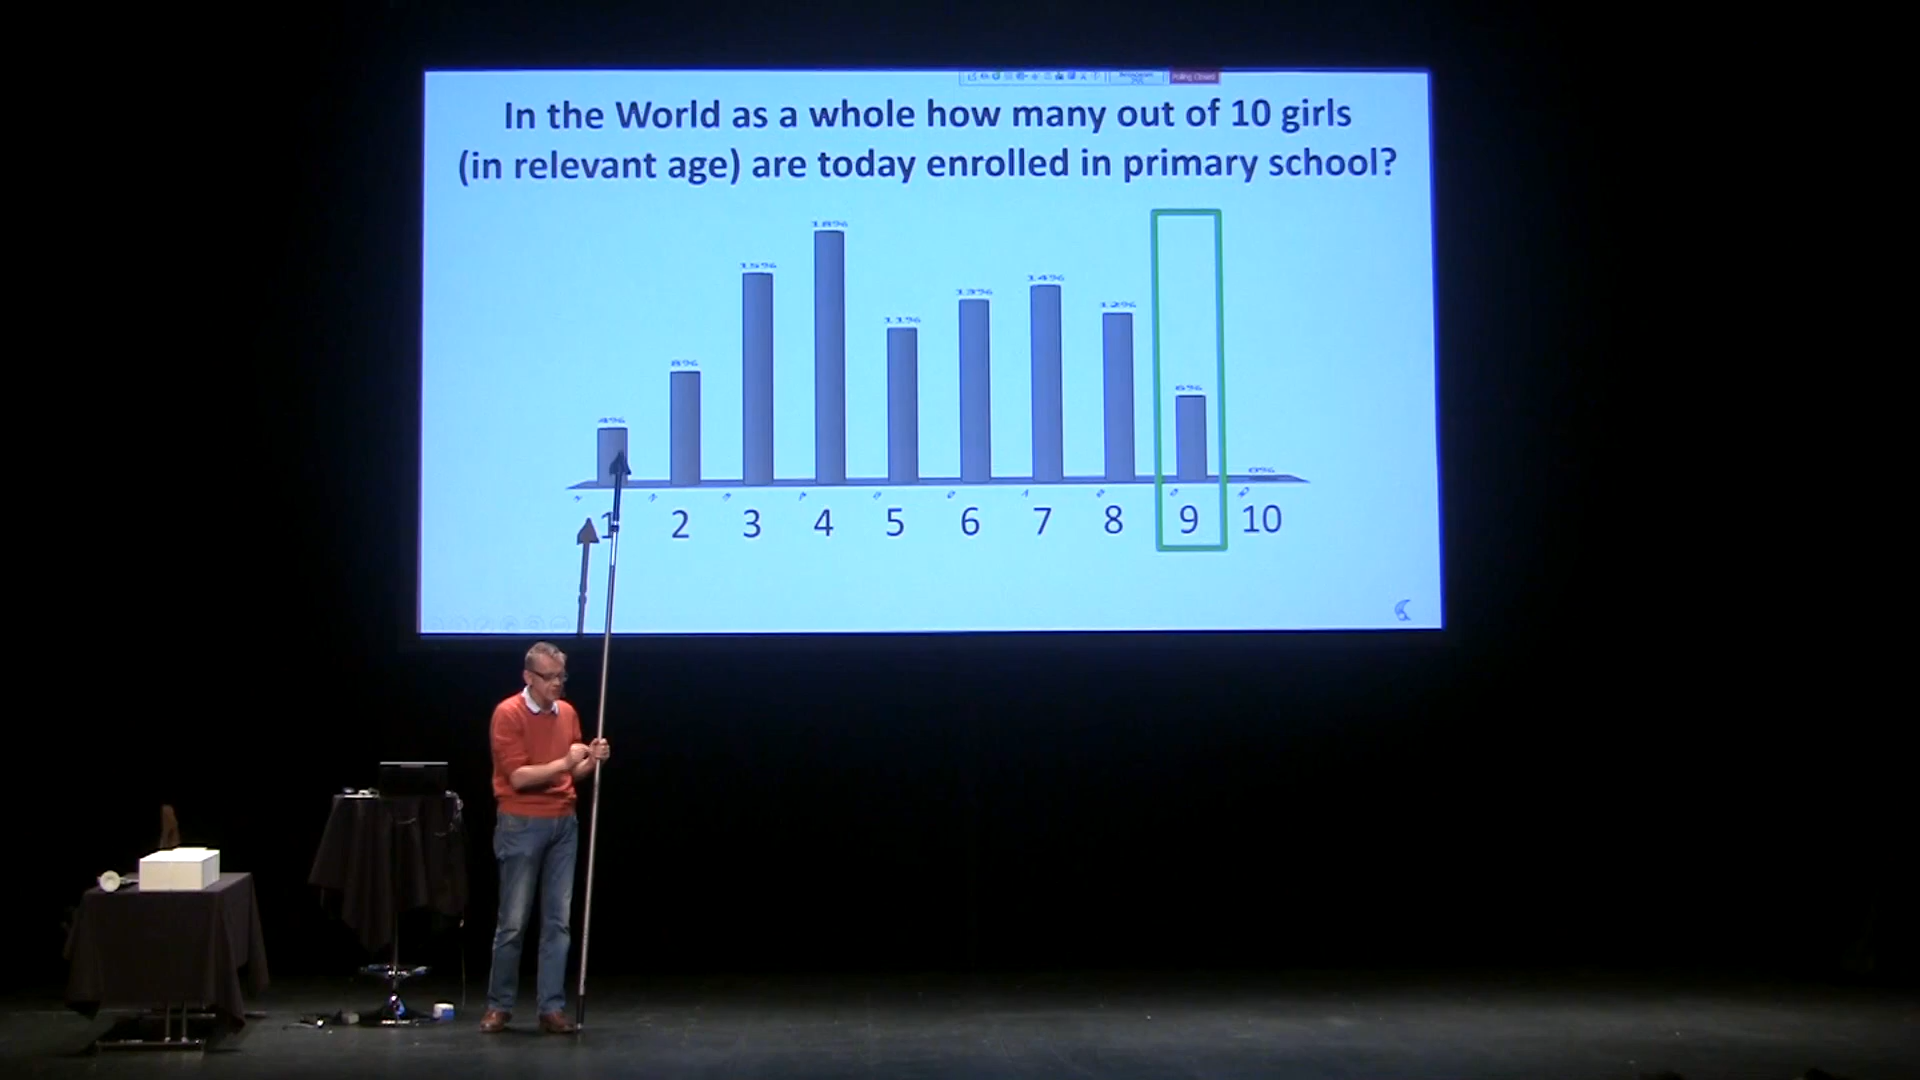 Polling Closed
In the World as a whole how many out of 10 girls
(in relevant age) are today enrolled in primary school?
4% 8% 15% 18% 11% 13% 14% 12% 6% 0%
1 2 3 4 5 6 7 8 9 10